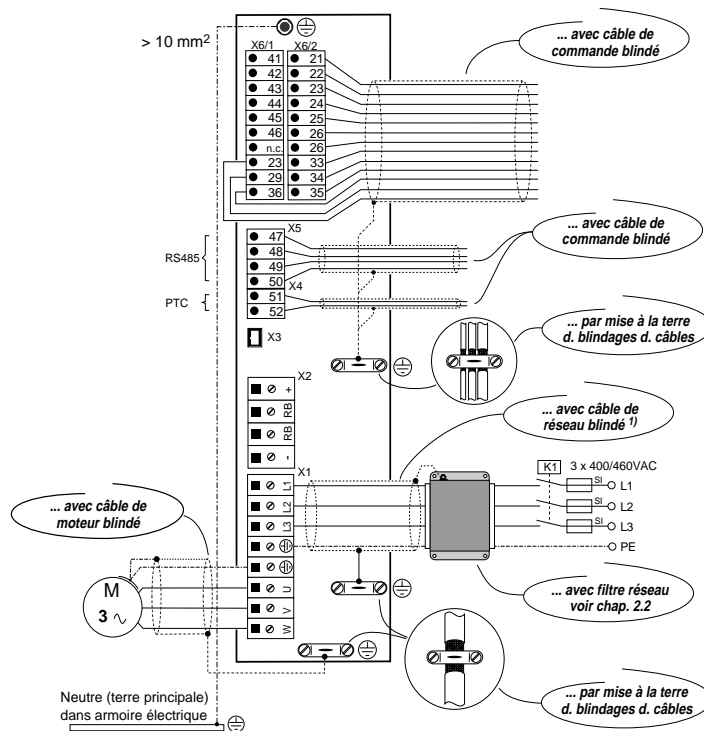 > 10 mm²
X6/1 X6/2
41 21
42 22
43 23
44 24
45 25
46 26
n.c. 26
23 33
29 34
36 35
... avec câble de
commande blindé
X5
47
48
49
50
RS485
X4
51
52
PTC
... avec câble de
commande blindé
X3
... par mise à la terre
d. blindages d. câbles
X2
+
RB
RB
-
... avec câble de
réseau blindé 1)
X1
L1
L2
L3
U
V
W
K1 3 x 400/460VAC
SI L1
SI L2
SI L3
PE
... avec câble de
moteur blindé
M
3 ∿
... avec filtre réseau
voir chap. 2.2
... par mise à la terre
d. blindages d. câbles
Neutre (terre principale)
dans armoire électrique